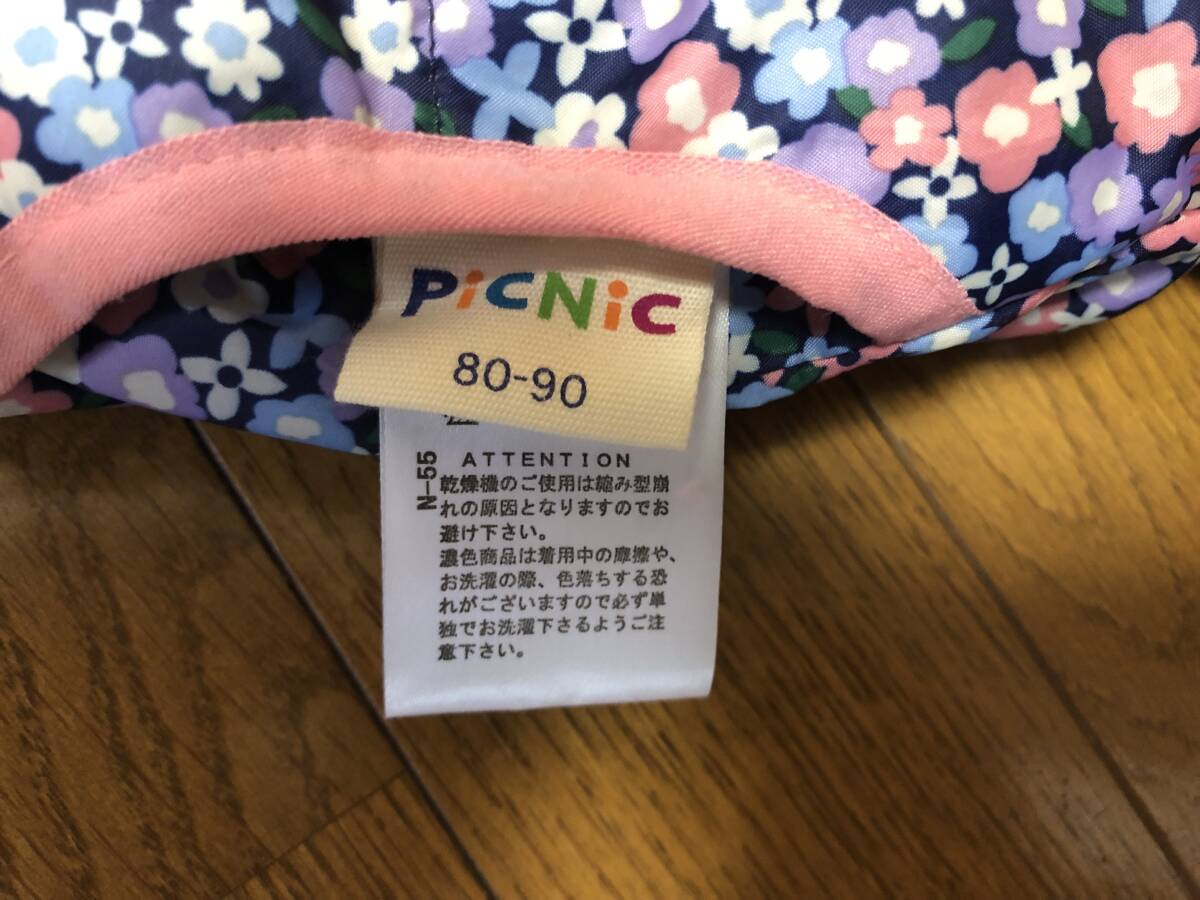 PiCNiC
80-90
N-55
ATTENTION
乾燥機のご使用は縮み型崩
れの原因となりますのでお
避け下さい。
濃色商品は着用中の摩擦や、
お洗濯の際、色落ちする恐
れがございますので必ず単
独でお洗濯下さるようご注
意下さい。